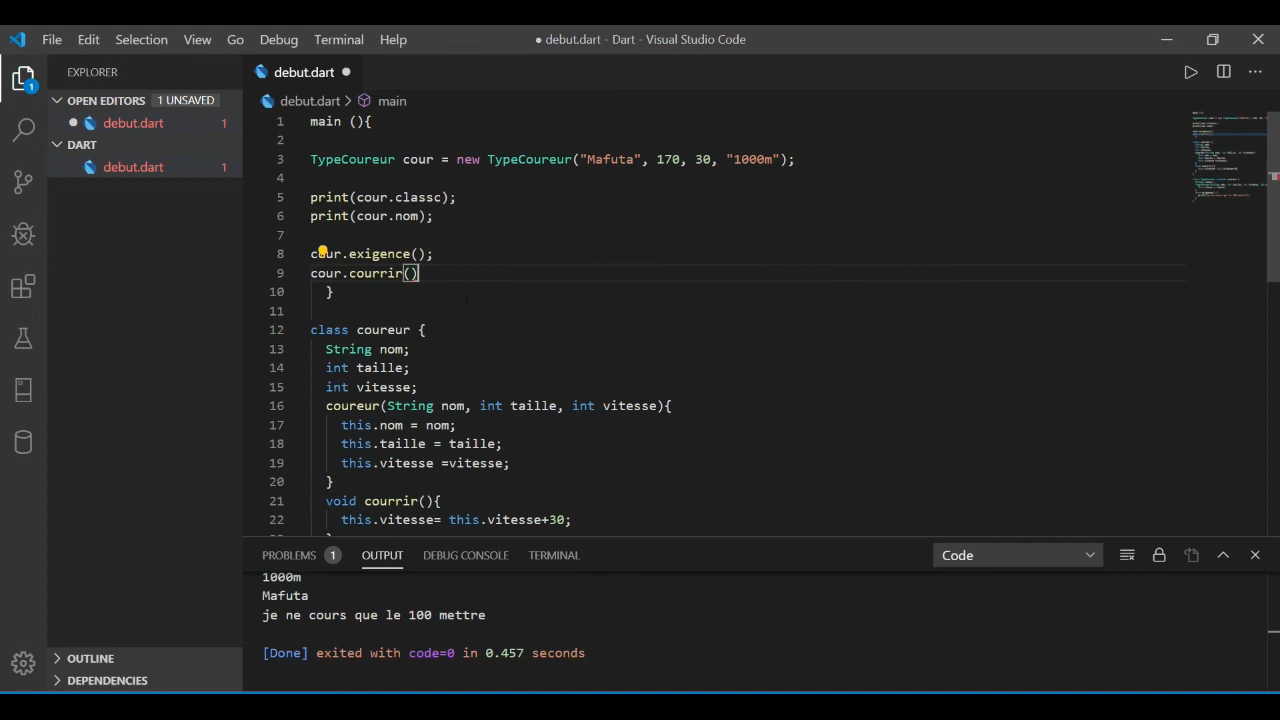 File Edit Selection View Go Debug Terminal Help
● debut.dart - Dart - Visual Studio Code
EXPLORER
1
OPEN EDITORS 1 UNSAVED
debut.dart 1
DART
debut.dart 1
debut.dart
debut.dart > main
1 main (){
2
3 TypeCoureur cour = new TypeCoureur("Mafuta", 170, 30, "1000m");
4
5 print(cour.classc);
6 print(cour.nom);
7
8 cour.exigence();
9 cour.courrir()
10 }
11
12 class coureur {
13 String nom;
14 int taille;
15 int vitesse;
16 coureur(String nom, int taille, int vitesse){
17 this.nom = nom;
18 this.taille = taille;
19 this.vitesse =vitesse;
20 }
21 void courrir(){
22 this.vitesse= this.vitesse+30;
PROBLEMS 1 OUTPUT DEBUG CONSOLE TERMINAL
Code
1000m
Mafuta
je ne cours que le 100 mettre
[Done] exited with code=0 in 0.457 seconds
OUTLINE
DEPENDENCIES